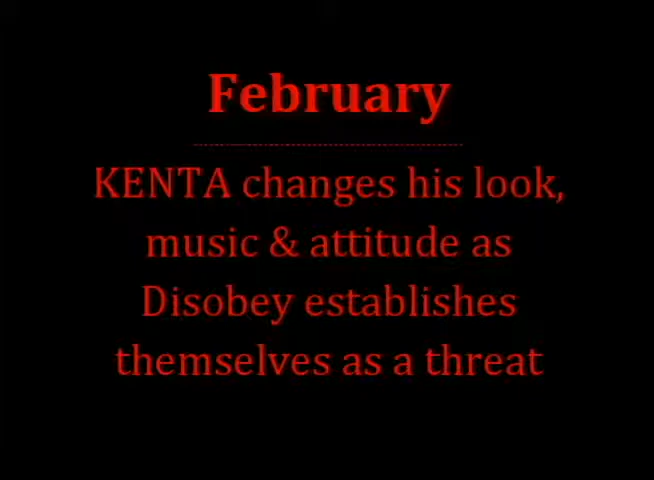 February
KENTA changes his look,
music & attitude as
Disobey establishes
themselves as a threat